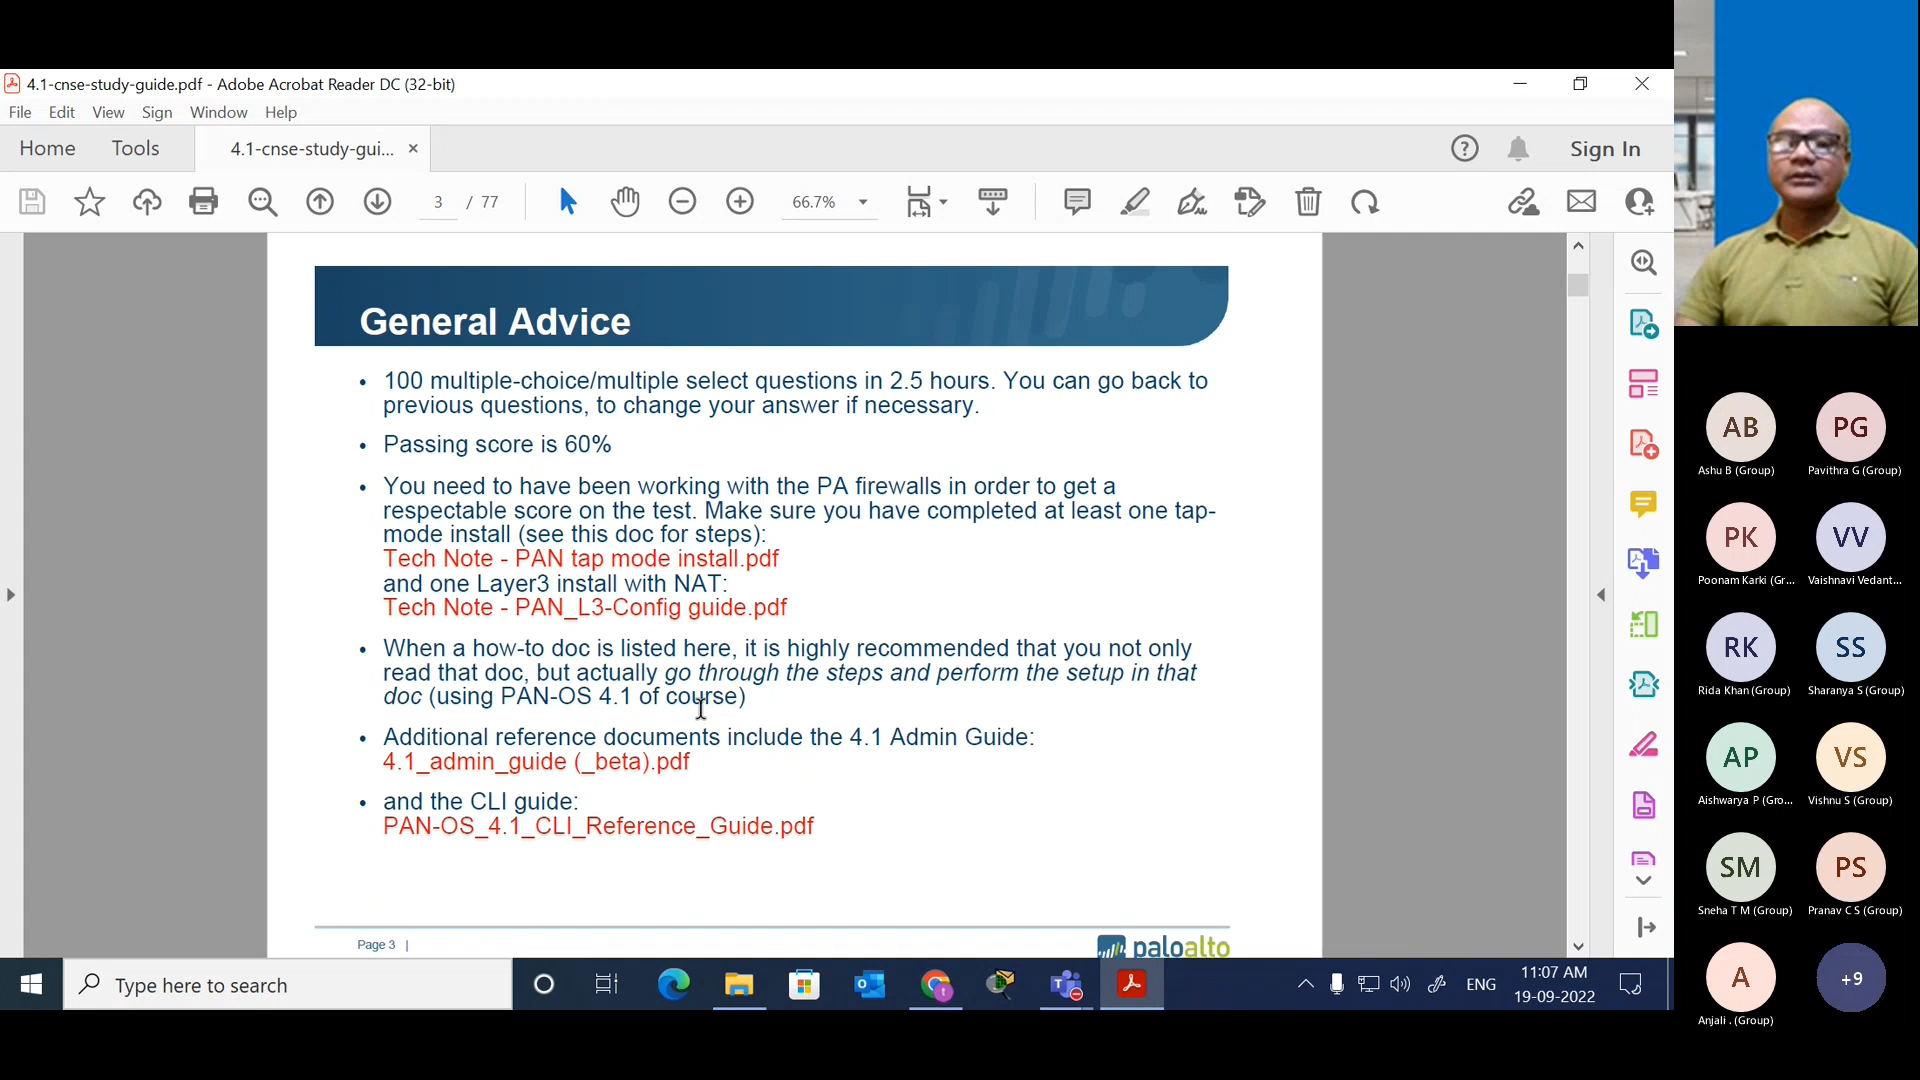 4.1-cnse-study-guide.pdf - Adobe Acrobat Reader DC (32-bit)
File Edit View Sign Window Help
Home Tools 4.1-cnse-study-gui... × Sign In
3 / 77 66.7%
General Advice
• 100 multiple-choice/multiple select questions in 2.5 hours. You can go back to
previous questions, to change your answer if necessary.
• Passing score is 60%
• You need to have been working with the PA firewalls in order to get a
respectable score on the test. Make sure you have completed at least one tap-
mode install (see this doc for steps):
Tech Note - PAN tap mode install.pdf
and one Layer3 install with NAT:
Tech Note - PAN_L3-Config guide.pdf
• When a how-to doc is listed here, it is highly recommended that you not only
read that doc, but actually go through the steps and perform the setup in that
doc (using PAN-OS 4.1 of course)
• Additional reference documents include the 4.1 Admin Guide:
4.1_admin_guide (_beta).pdf
• and the CLI guide:
PAN-OS_4.1_CLI_Reference_Guide.pdf
Page 3 |
paloalto
Type here to search
ENG
11:07 AM
19-09-2022
AB PG
Ashu B (Group) Pavithra G (Group)
PK VV
Poonam Karki (Gr... Vaishnavi Vedant...
RK SS
Rida Khan (Group) Sharanya S (Group)
AP VS
Aishwarya P (Gro... Vishnu S (Group)
SM PS
Sneha T M (Group) Pranav C S (Group)
A +9
Anjali . (Group)